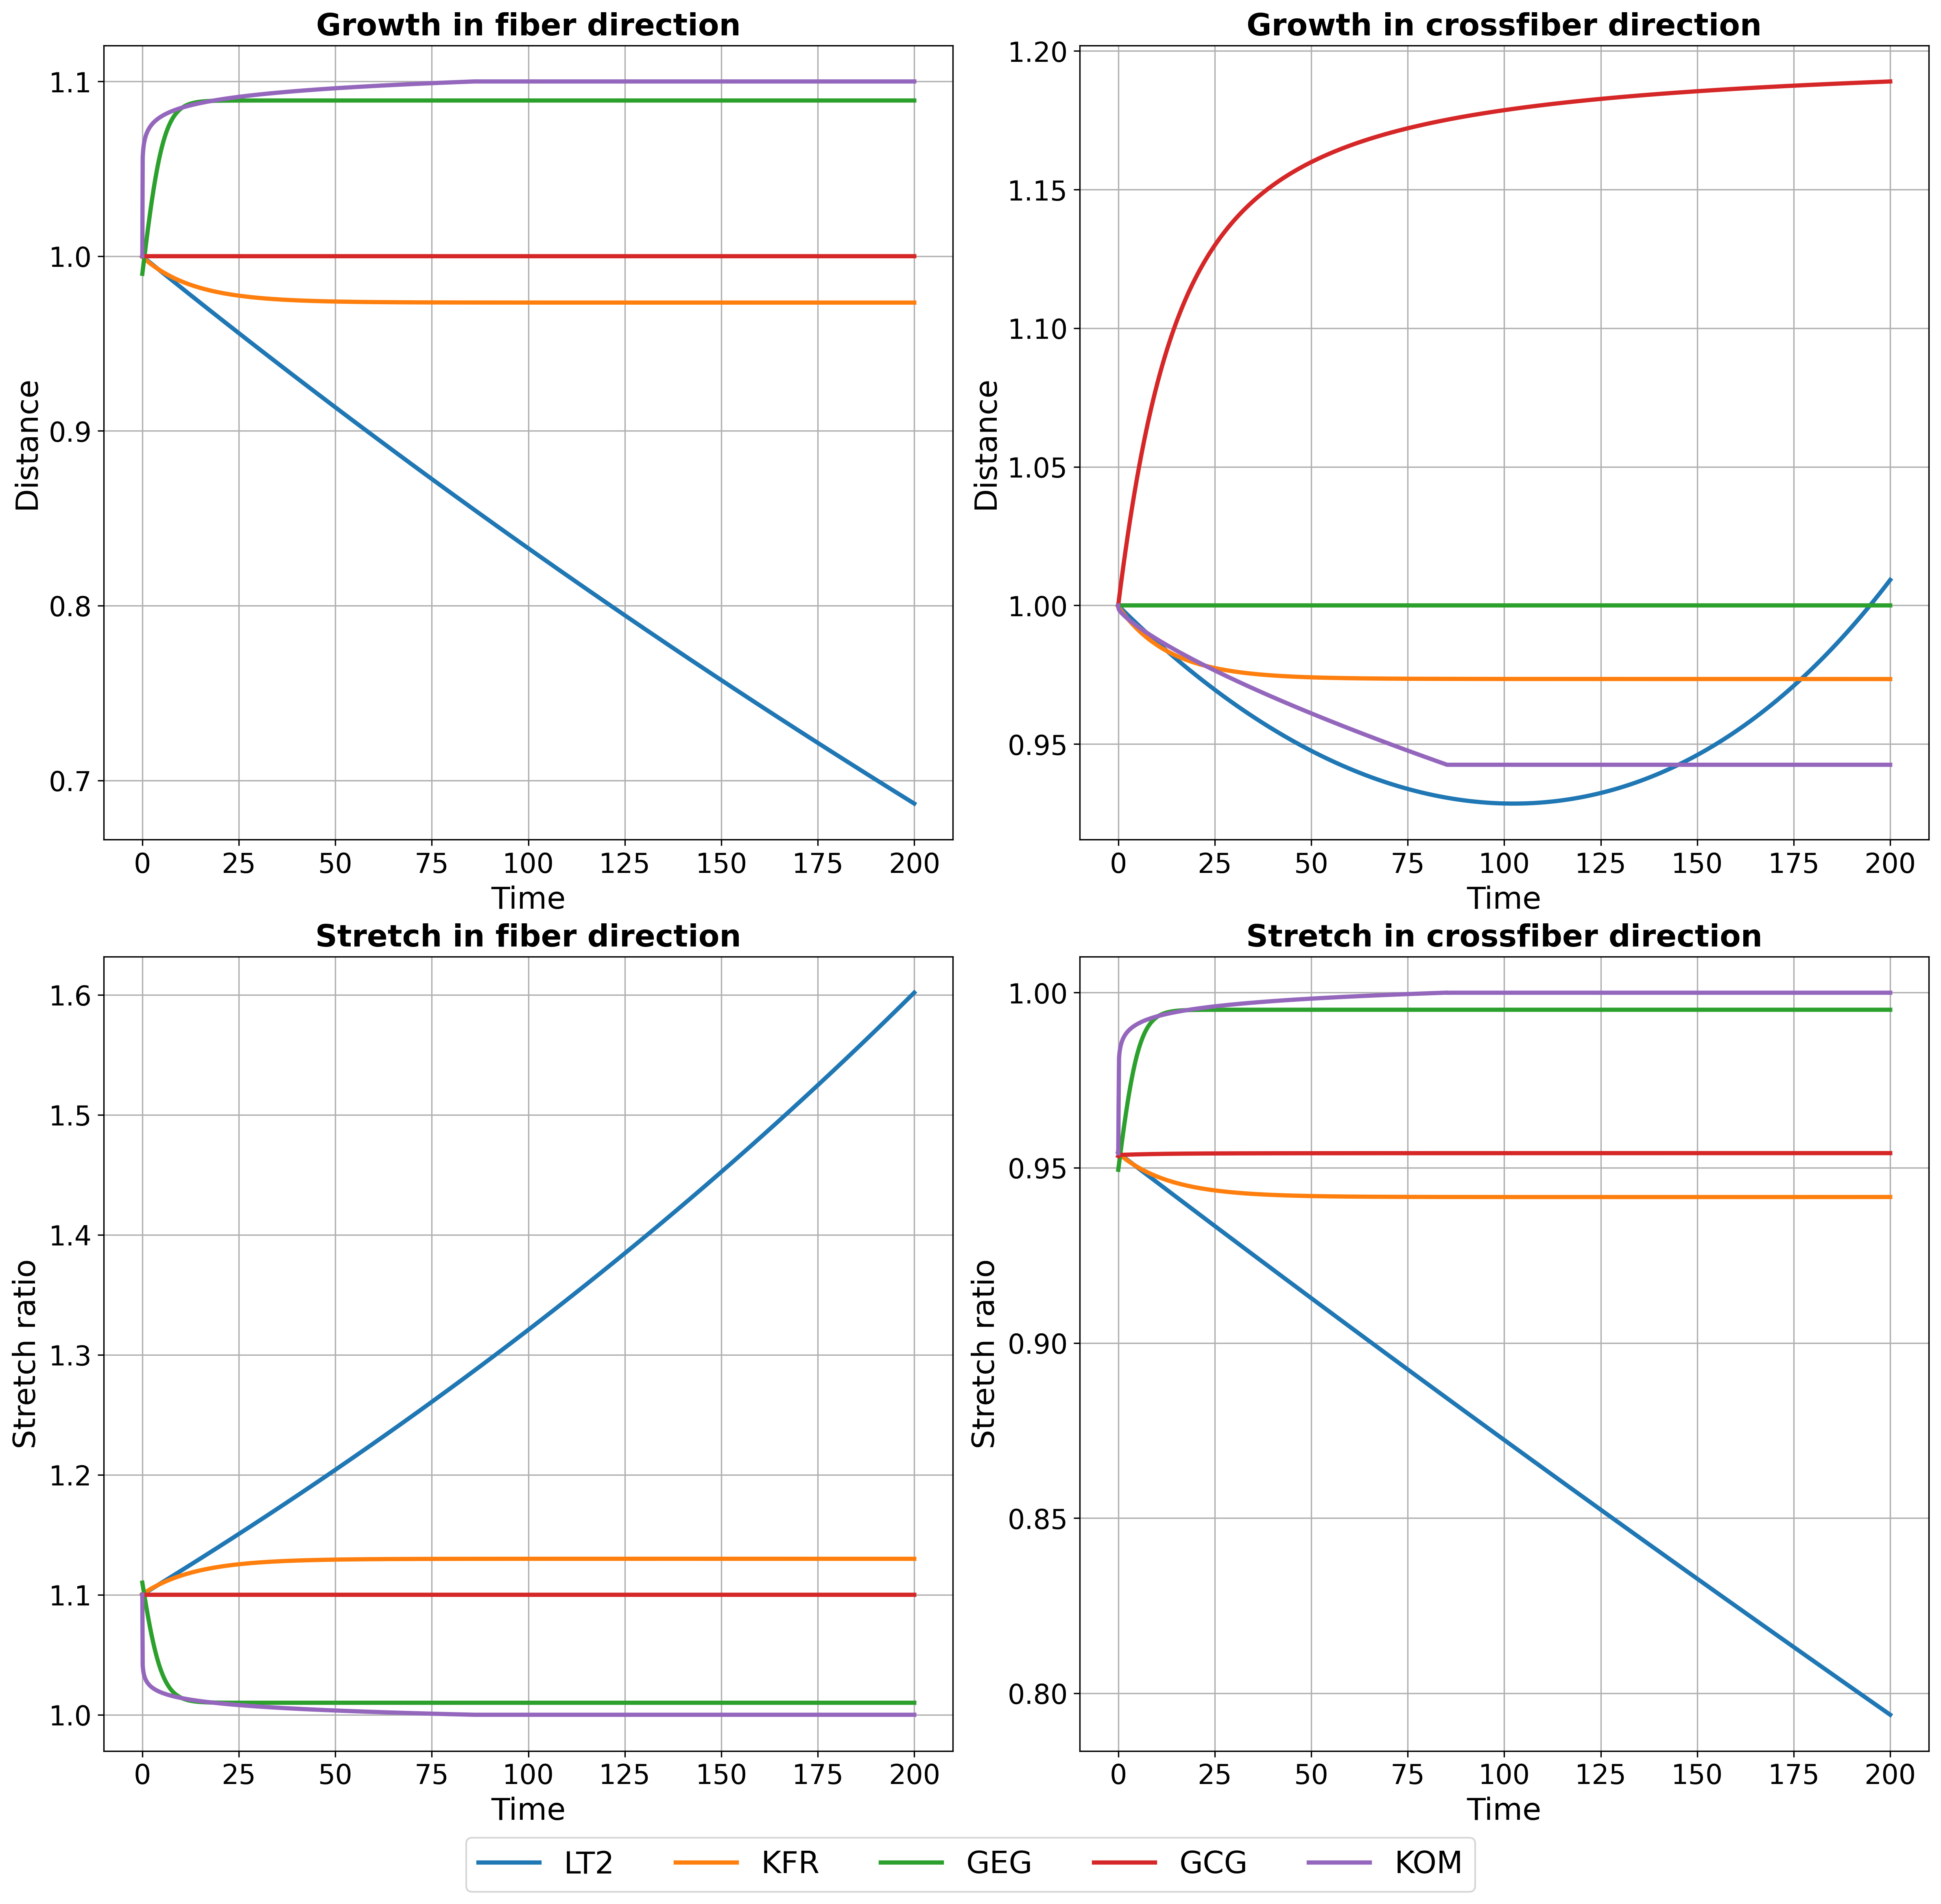 Growth in fiber direction
Distance
1.1
1.0
0.9
0.8
0.7
0 25 50 75 100 125 150 175 200
Time
Growth in crossfiber direction
Distance
1.20
1.15
1.10
1.05
1.00
0.95
0 25 50 75 100 125 150 175 200
Time
Stretch in fiber direction
Stretch ratio
1.6
1.5
1.4
1.3
1.2
1.1
1.0
0 25 50 75 100 125 150 175 200
Time
Stretch in crossfiber direction
Stretch ratio
1.00
0.95
0.90
0.85
0.80
0 25 50 75 100 125 150 175 200
Time
LT2 KFR GEG GCG KOM